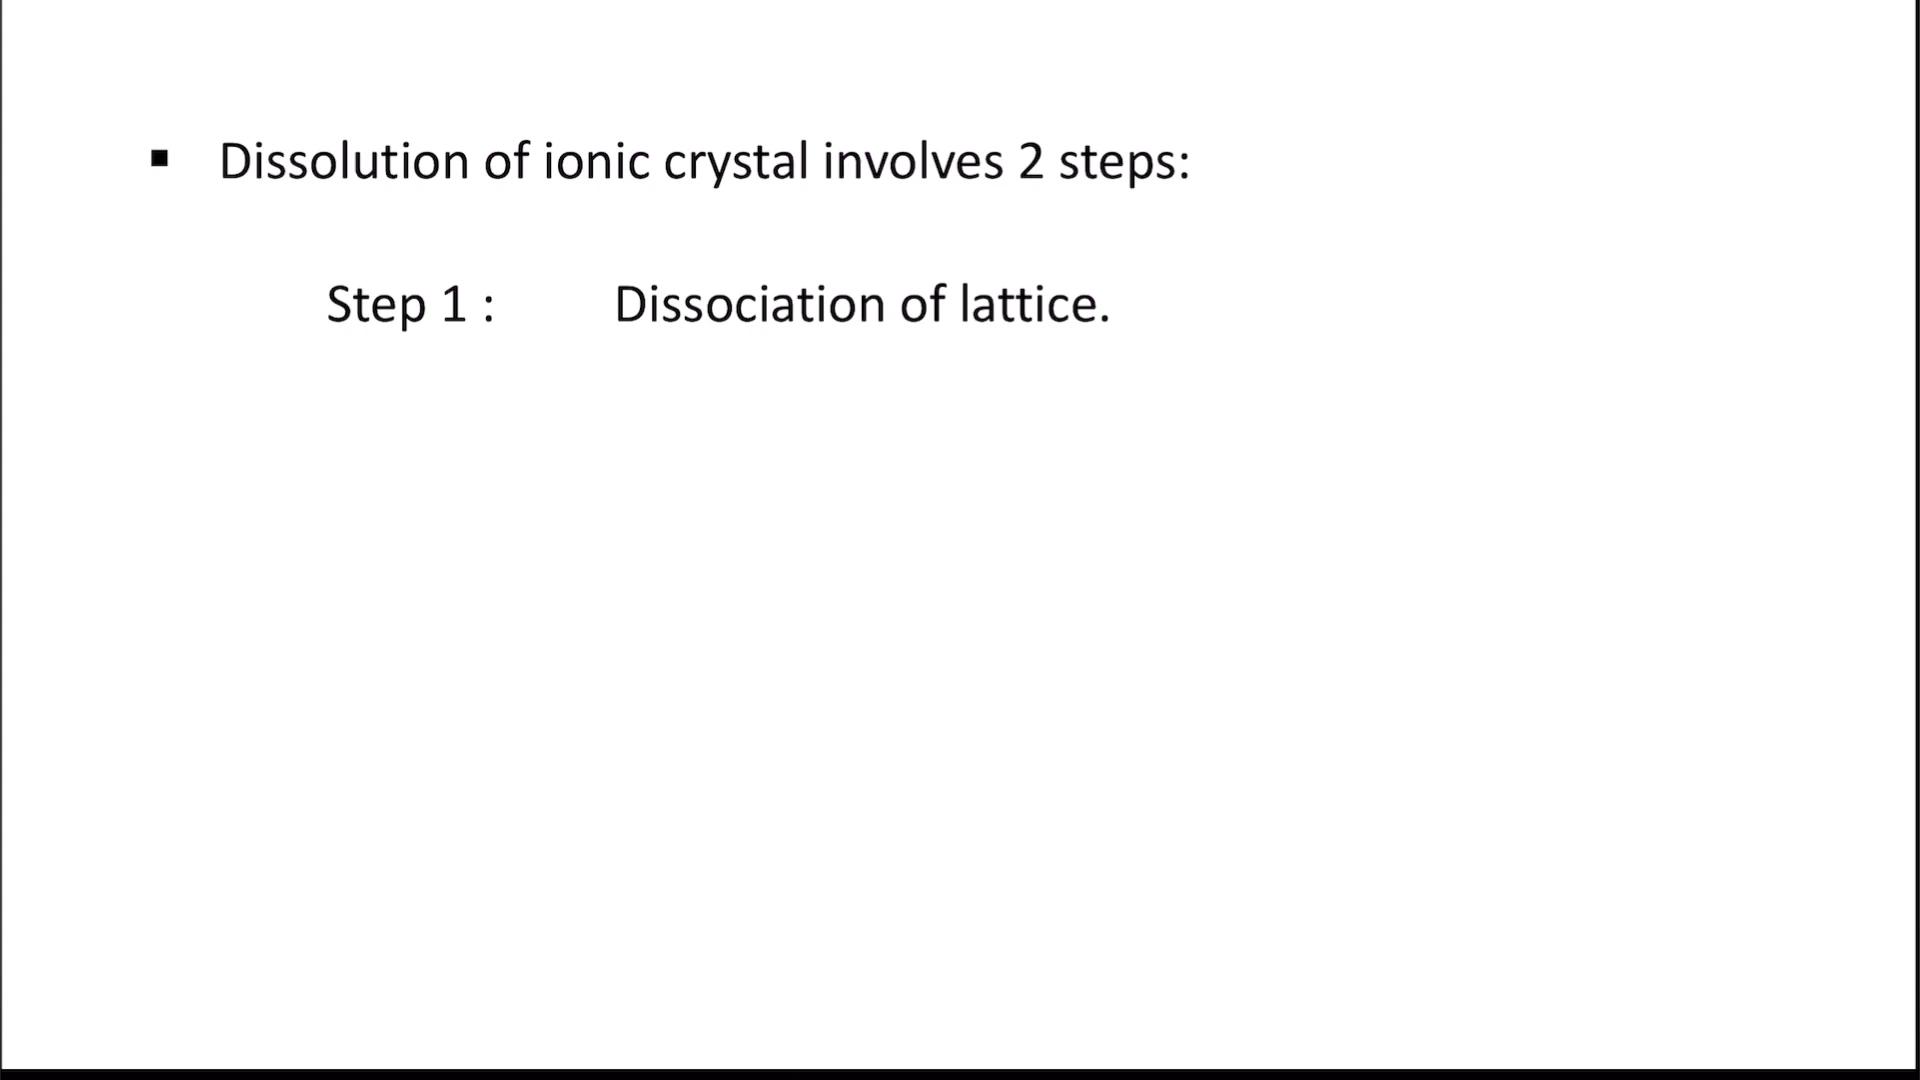 ▪ Dissolution of ionic crystal involves 2 steps:
Step 1 : Dissociation of lattice.